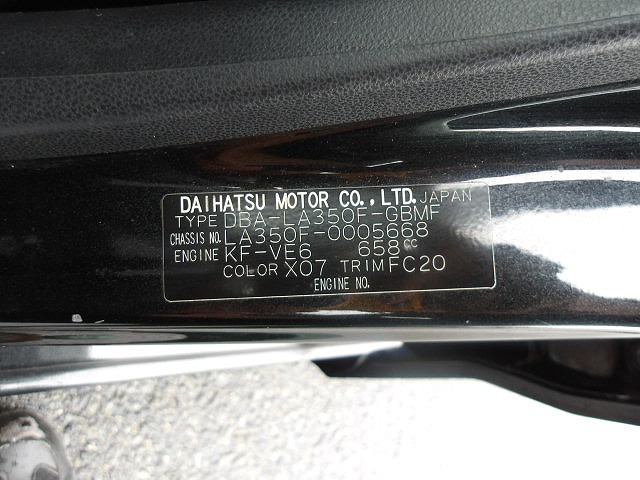 DAIHATSU MOTOR CO., LTD. JAPAN
TYPE DBA-LA350F-GBMF
CHASSIS NO. LA350F-0005668
ENGINE KF-VE6 658cc
COLOR X07 TRIM FC20
ENGINE NO.